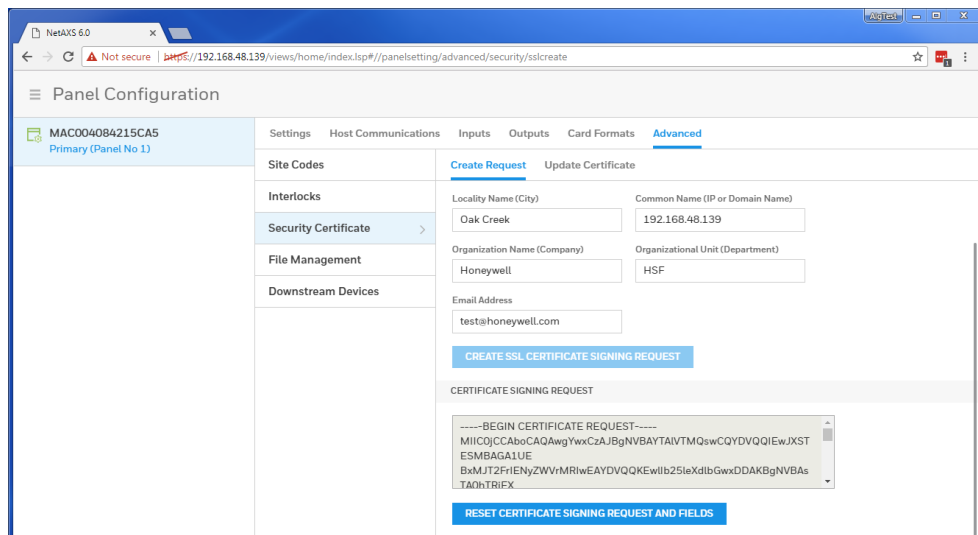 AlgTest
NetAXS 6.0
Not secure https://192.168.48.139/views/home/index.lsp#//panelsetting/advanced/security/sslcreate
1
Panel Configuration
MAC004084215CA5
Primary (Panel No 1)
Settings Host Communications Inputs Outputs Card Formats Advanced
Site Codes
Interlocks
Security Certificate
File Management
Downstream Devices
Create Request Update Certificate
Locality Name (City) Common Name (IP or Domain Name)
Oak Creek 192.168.48.139
Organization Name (Company) Organizational Unit (Department)
Honeywell HSF
Email Address
test@honeywell.com
CREATE SSL CERTIFICATE SIGNING REQUEST
CERTIFICATE SIGNING REQUEST
-----BEGIN CERTIFICATE REQUEST-----
MIIC0jCCAboCAQAwgYwxCzAJBgNVBAYTAlVTMQswCQYDVQQIEwJXST
ESMBAGA1UE
BxMJT2FrIENyZWVrMRIwEAYDVQQKEwlIb25leXdlbGwxDDAKBgNVBAs
TA0hTRjEX
RESET CERTIFICATE SIGNING REQUEST AND FIELDS